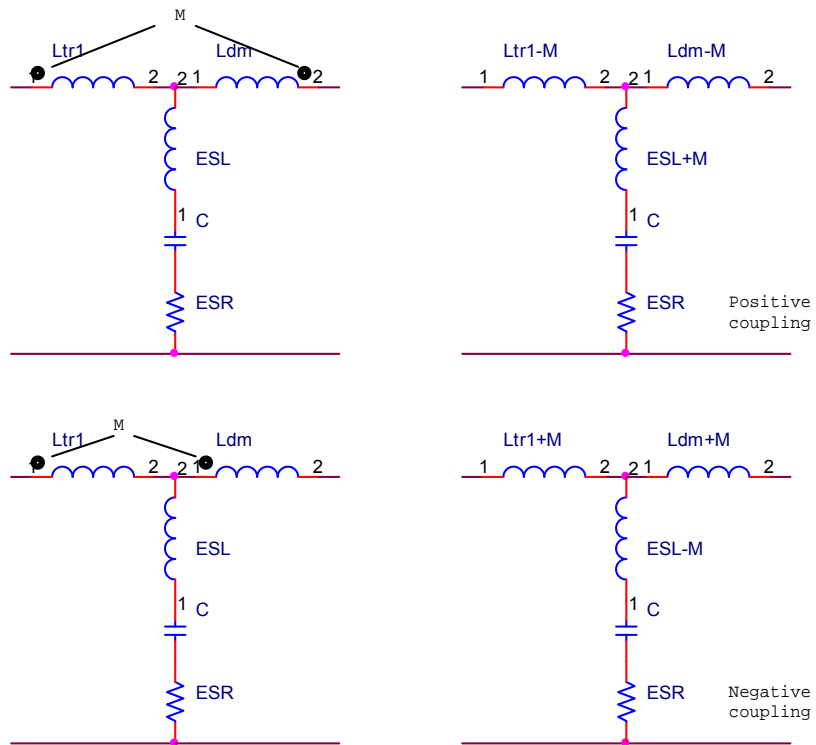 M
Ltr1 Ldm Ltr1-M Ldm-M
1 2 2 1 2 1 2 2 1 2
ESL ESL+M
1 C 1 C
ESR ESR Positive
coupling
M
Ltr1 Ldm Ltr1+M Ldm+M
1 2 2 1 2 1 2 2 1 2
ESL ESL-M
1 C 1 C
ESR ESR Negative
coupling